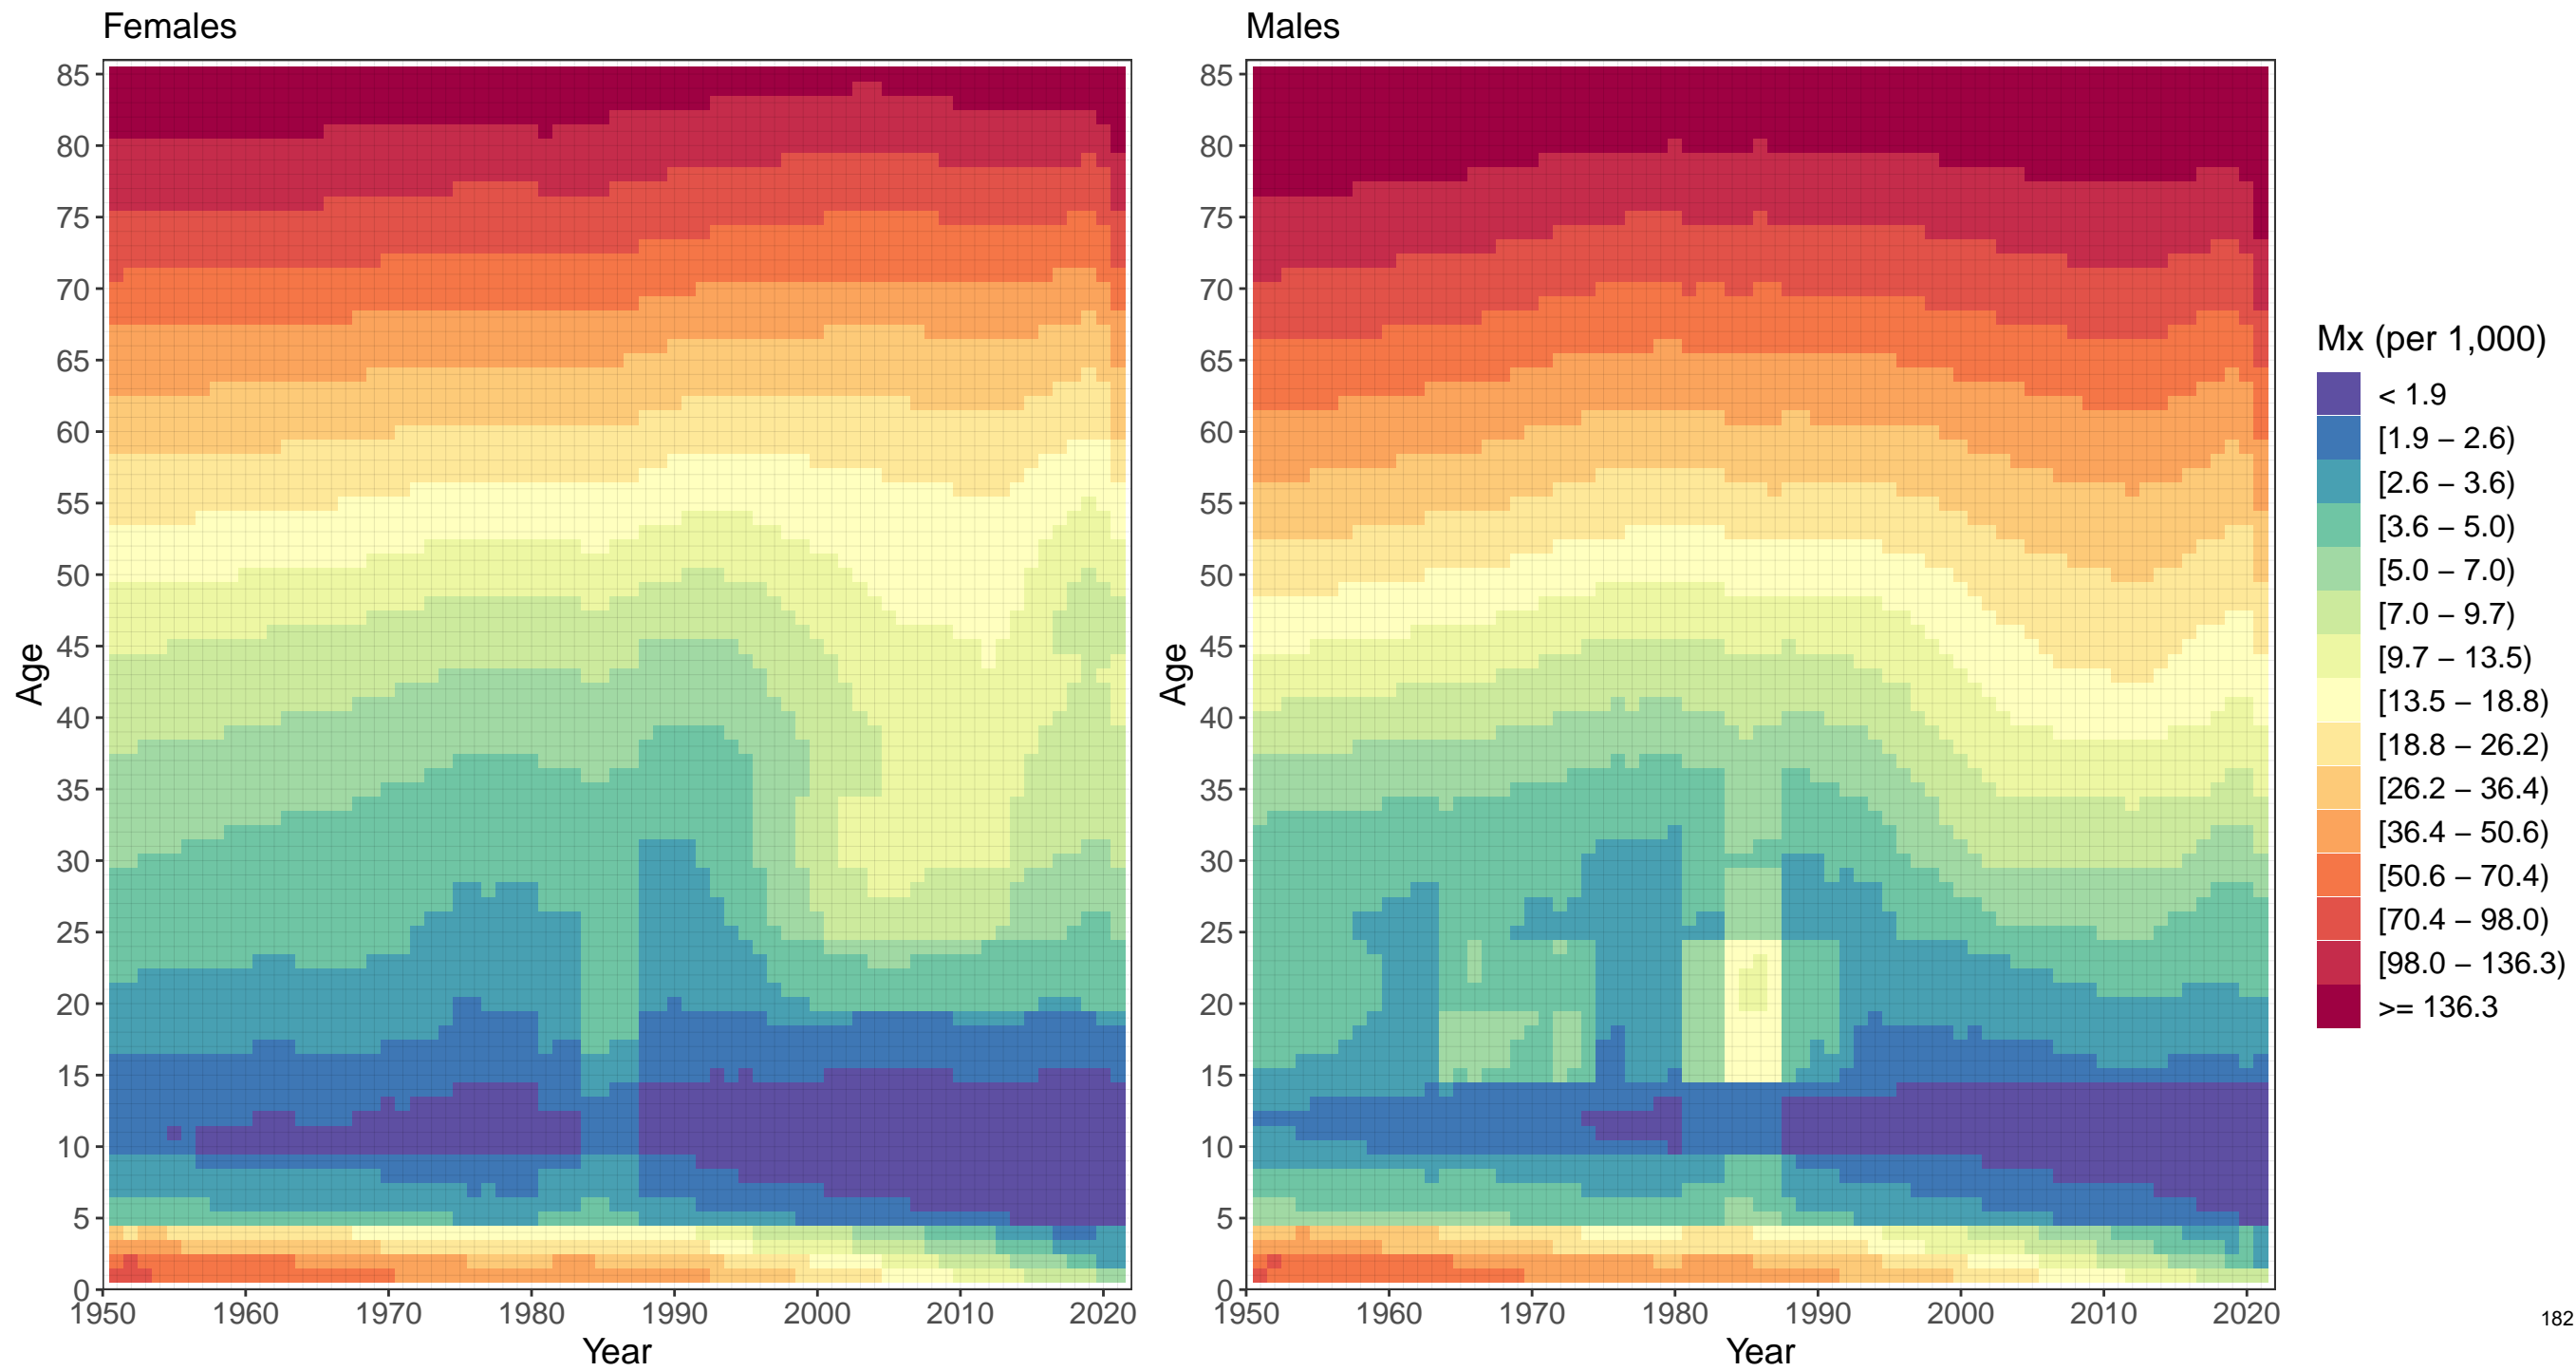 Females
85
80
75
70
65
60
55
50
45
40
35
30
25
20
15
10
5
0
Age
1950 1960 1970 1980 1990 2000 2010 2020
Year
Males
85
80
75
70
65
60
55
50
45
40
35
30
25
20
15
10
5
0
Age
1950 1960 1970 1980 1990 2000 2010 2020
Year
Mx (per 1,000)
< 1.9
[1.9 – 2.6)
[2.6 – 3.6)
[3.6 – 5.0)
[5.0 – 7.0)
[7.0 – 9.7)
[9.7 – 13.5)
[13.5 – 18.8)
[18.8 – 26.2)
[26.2 – 36.4)
[36.4 – 50.6)
[50.6 – 70.4)
[70.4 – 98.0)
[98.0 – 136.3)
>= 136.3
182